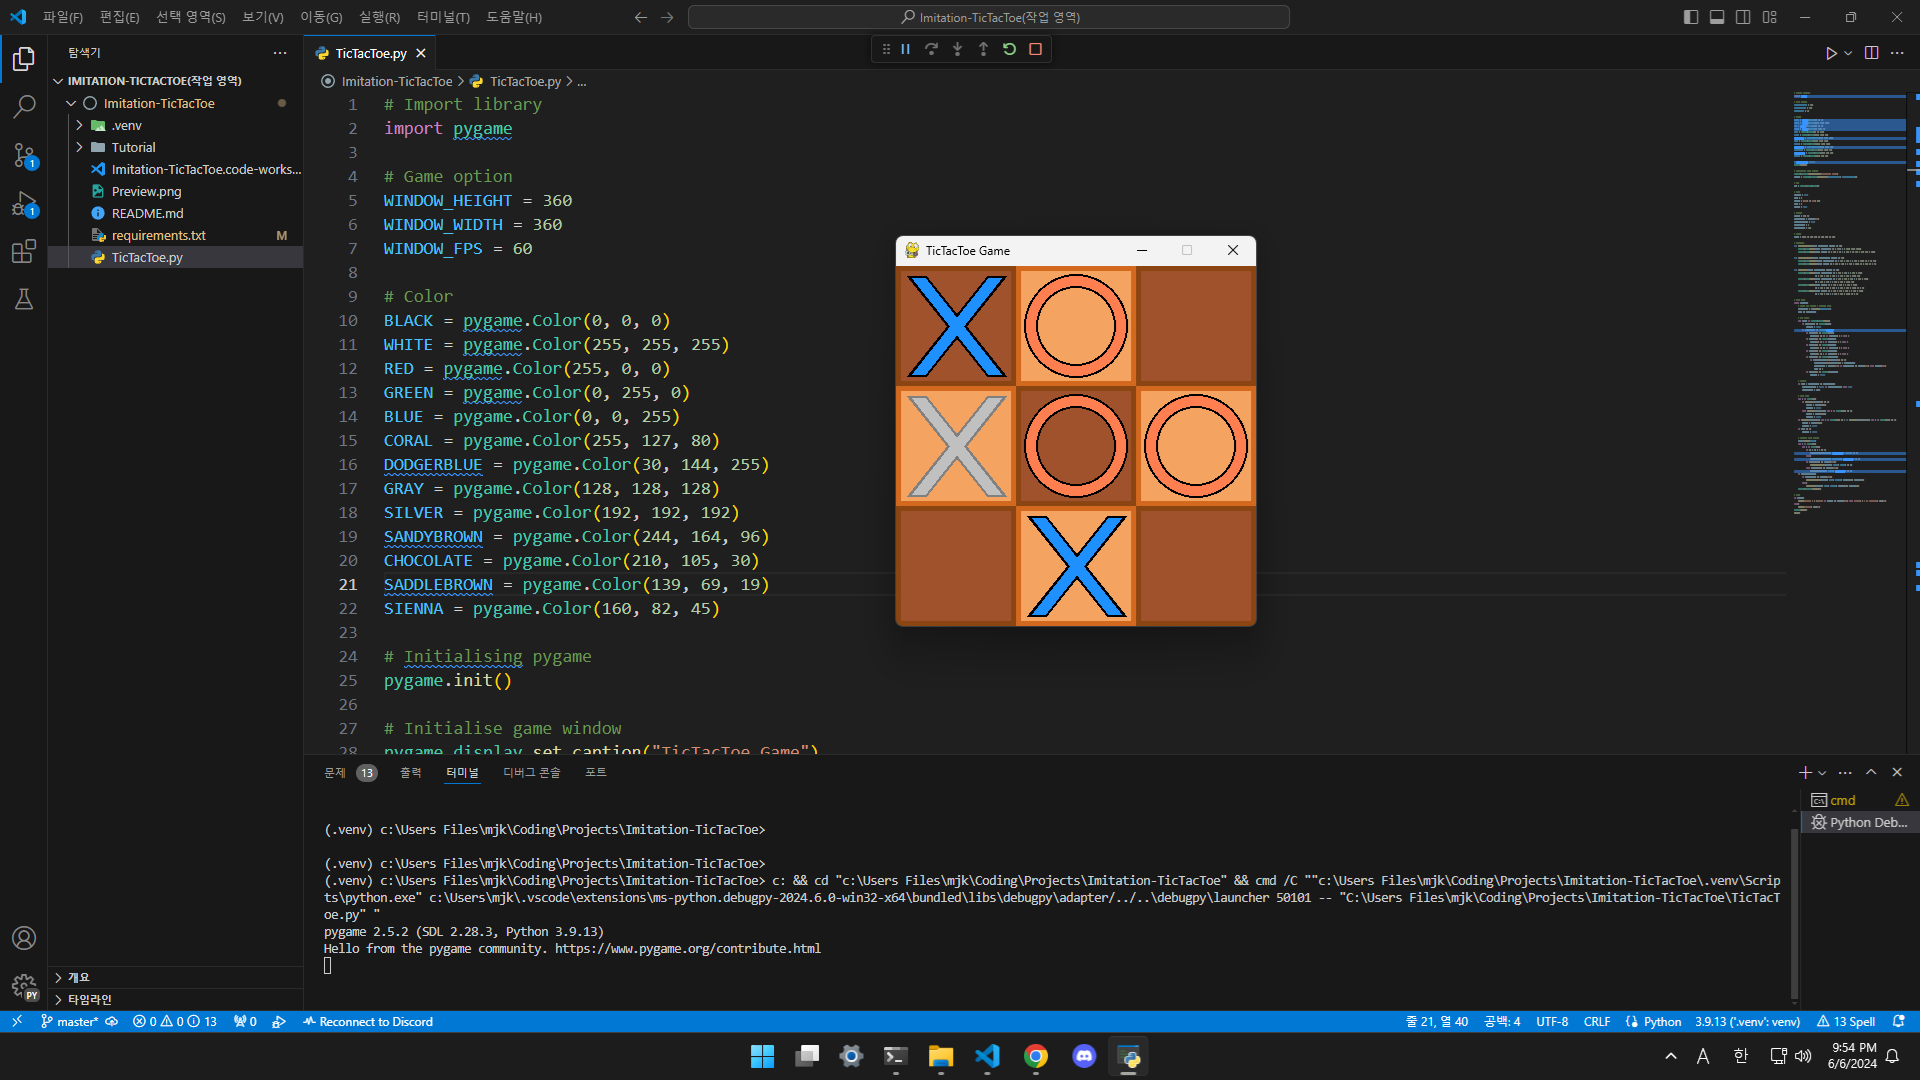 파일(F) 편집(E) 선택 영역(S) 보기(V) 이동(G) 실행(R) 터미널(T) 도움말(H) Imitation-TicTacToe(작업 영역)
탐색기
IMITATION-TICTACTOE(작업 영역)
Imitation-TicTacToe
.venv
Tutorial
Imitation-TicTacToe.code-works...
Preview.png
README.md
requirements.txt M
TicTacToe.py
1
1
개요
타임라인
PY
TicTacToe.py
Imitation-TicTacToe > TicTacToe.py > ...
1 # Import library
2 import pygame
3
4 # Game option
5 WINDOW_HEIGHT = 360
6 WINDOW_WIDTH = 360
7 WINDOW_FPS = 60
8
9 # Color
10 BLACK = pygame.Color(0, 0, 0)
11 WHITE = pygame.Color(255, 255, 255)
12 RED = pygame.Color(255, 0, 0)
13 GREEN = pygame.Color(0, 255, 0)
14 BLUE = pygame.Color(0, 0, 255)
15 CORAL = pygame.Color(255, 127, 80)
16 DODGERBLUE = pygame.Color(30, 144, 255)
17 GRAY = pygame.Color(128, 128, 128)
18 SILVER = pygame.Color(192, 192, 192)
19 SANDYBROWN = pygame.Color(244, 164, 96)
20 CHOCOLATE = pygame.Color(210, 105, 30)
21 SADDLEBROWN = pygame.Color(139, 69, 19)
22 SIENNA = pygame.Color(160, 82, 45)
23
24 # Initialising pygame
25 pygame.init()
26
27 # Initialise game window
28 pygame.display.set_caption("TicTacToe Game")
TicTacToe Game
문제 13 출력 터미널 디버그 콘솔 포트
(.venv) c:\Users Files\mjk\Coding\Projects\Imitation-TicTacToe>
(.venv) c:\Users Files\mjk\Coding\Projects\Imitation-TicTacToe>
(.venv) c:\Users Files\mjk\Coding\Projects\Imitation-TicTacToe> c: && cd "c:\Users Files\mjk\Coding\Projects\Imitation-TicTacToe" && cmd /C ""c:\Users Files\mjk\Coding\Projects\Imitation-TicTacToe\.venv\Scrip
ts\python.exe" c:\Users\mjk\.vscode\extensions\ms-python.debugpy-2024.6.0-win32-x64\bundled\libs\debugpy\adapter/../..\debugpy\launcher 50101 -- "C:\Users Files\mjk\Coding\Projects\Imitation-TicTacToe\TicTacT
oe.py" "
pygame 2.5.2 (SDL 2.28.3, Python 3.9.13)
Hello from the pygame community. https://www.pygame.org/contribute.html
cmd
Python Deb...
master* 0 0 13 0 Reconnect to Discord 줄 21, 열 40 공백: 4 UTF-8 CRLF Python 3.9.13 ('.venv': venv) 13 Spell
A 한 9:54 PM
6/6/2024